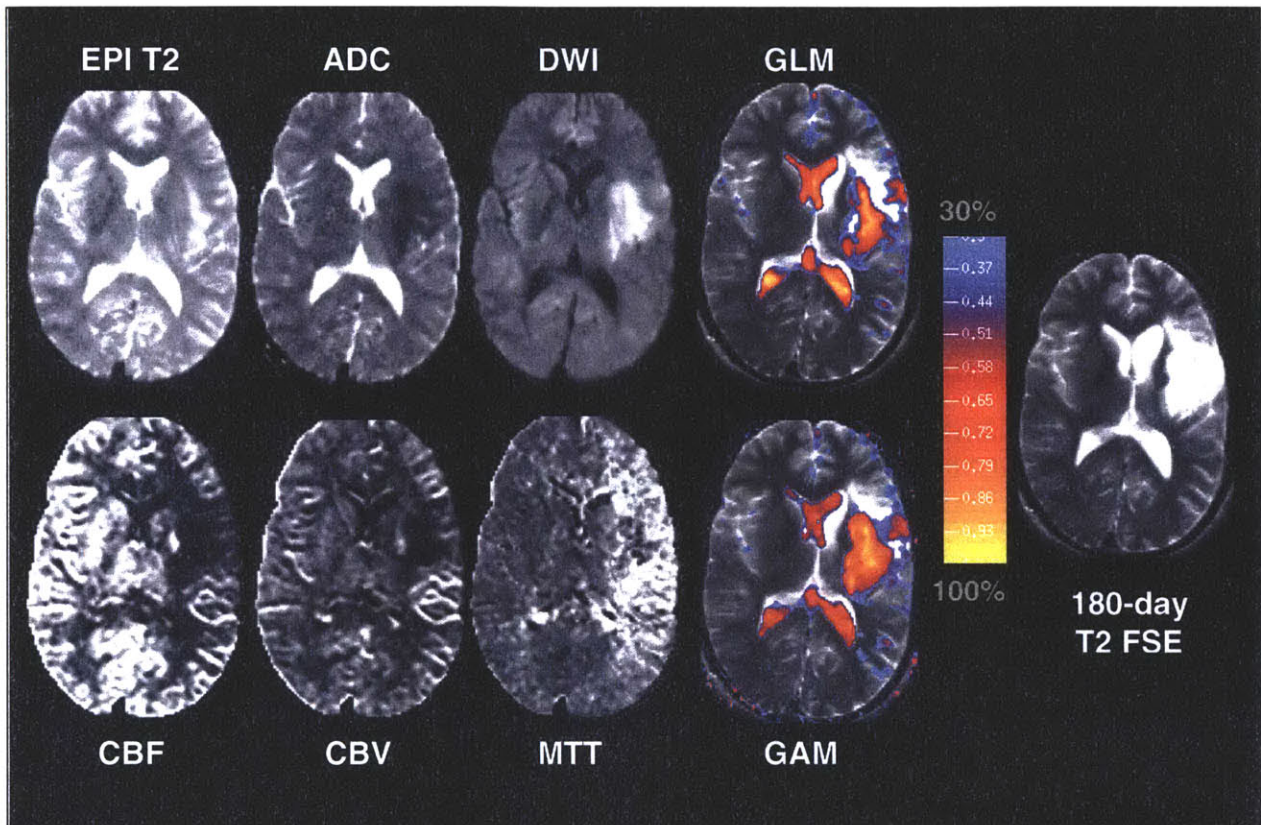 EPI T2
ADC
DWI
GLM
30%
0.37
0.44
0.51
0.58
0.65
0.72
0.79
0.86
0.93
100%
180-day
T2 FSE
CBF
CBV
MTT
GAM